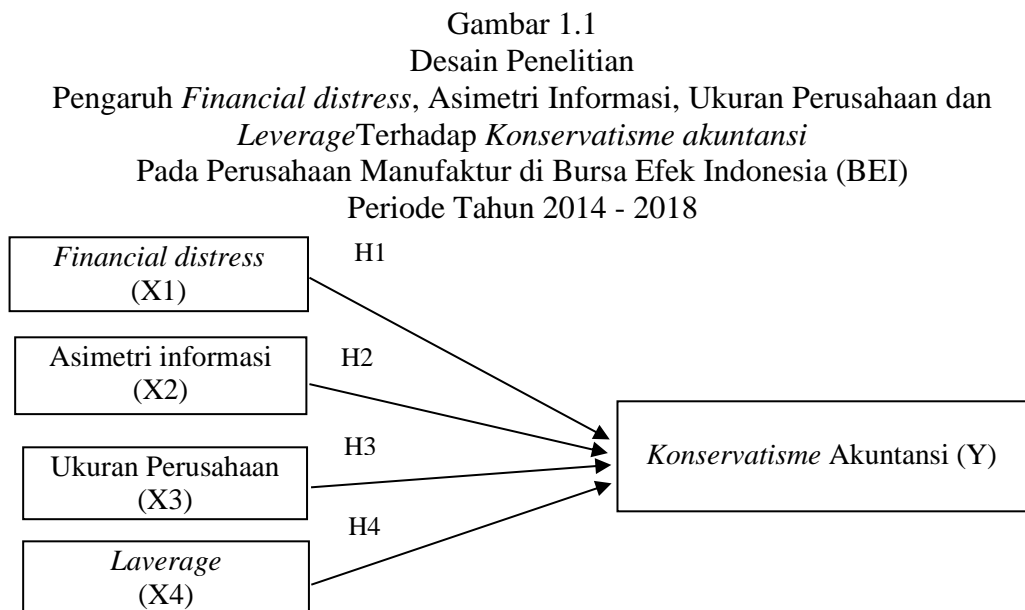 Gambar 1.1
Desain Penelitian
Pengaruh Financial distress, Asimetri Informasi, Ukuran Perusahaan dan
LeverageTerhadap Konservatisme akuntansi
Pada Perusahaan Manufaktur di Bursa Efek Indonesia (BEI)
Periode Tahun 2014 - 2018
H1
Financial distress
(X1)
H2
Asimetri informasi
(X2)
H3
Ukuran Perusahaan
(X3)
H4
Laverage
(X4)
Konservatisme Akuntansi (Y)